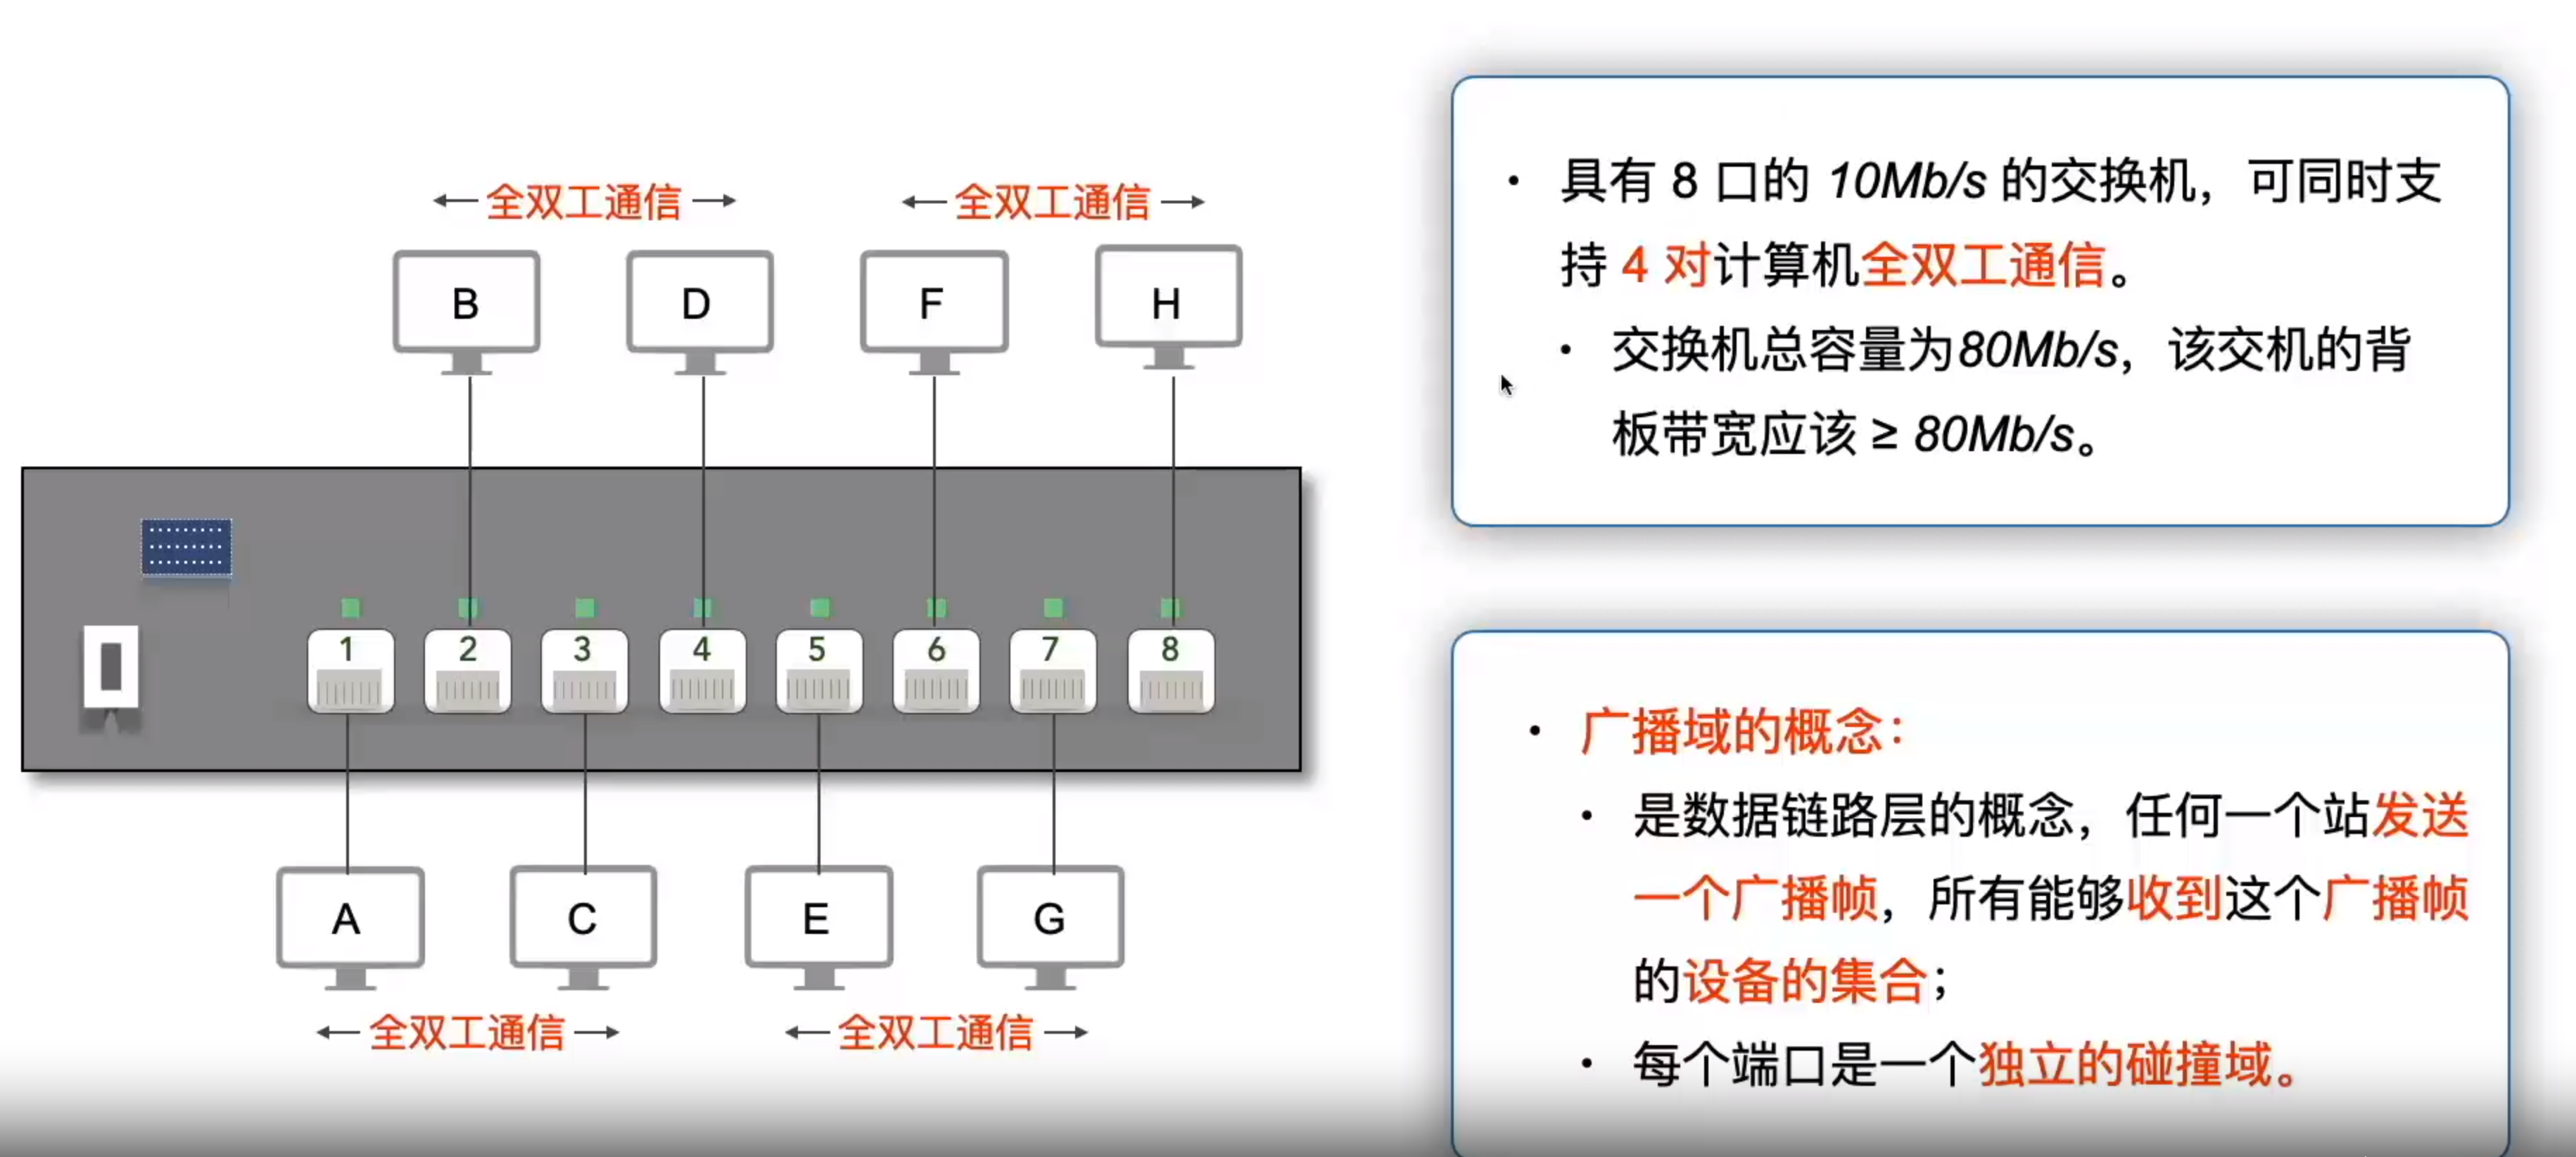 全双工通信 全双工通信
B D F H
1 2 3 4 5 6 7 8
A C E G
全双工通信 全双工通信
• 具有 8 口的 10Mb/s 的交换机，可同时支
持 4 对计算机全双工通信。
• 交换机总容量为80Mb/s，该交机的背
板带宽应该 ≥ 80Mb/s。
• 广播域的概念：
• 是数据链路层的概念，任何一个站发送
一个广播帧，所有能够收到这个广播帧
的设备的集合；
• 每个端口是一个独立的碰撞域。